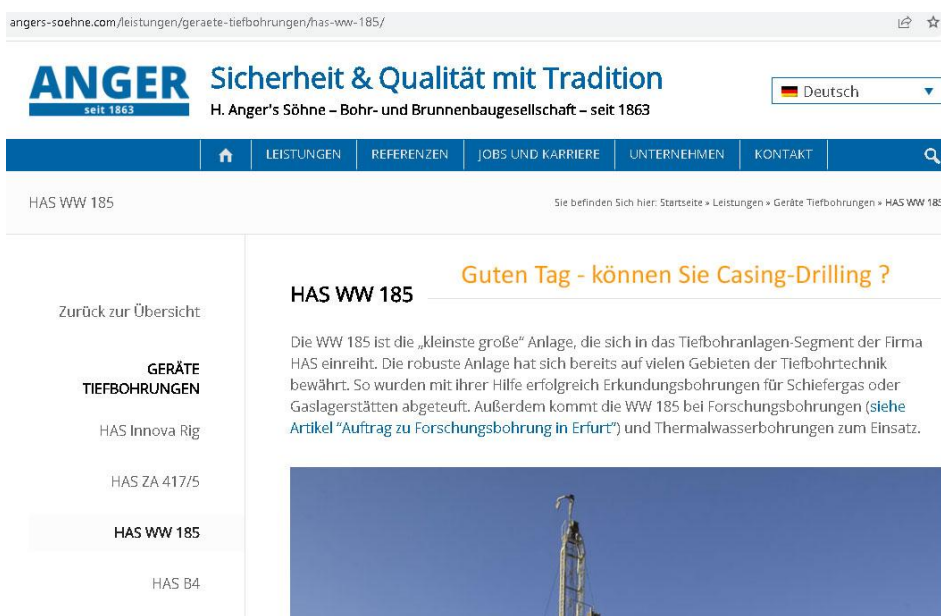 angers-soehne.com/leistungen/geraete-tiefbohrungen/has-ww-185/
ANGER
seit 1863
Sicherheit & Qualität mit Tradition
H. Anger's Söhne – Bohr- und Brunnenbaugesellschaft – seit 1863
Deutsch
LEISTUNGEN REFERENZEN JOBS UND KARRIERE UNTERNEHMEN KONTAKT
HAS WW 185
Sie befinden Sich hier: Startseite » Leistungen » Geräte Tiefbohrungen » HAS WW 185
Zurück zur Übersicht
GERÄTE
TIEFBOHRUNGEN
HAS Innova Rig
HAS ZA 417/5
HAS WW 185
HAS B4
Guten Tag - können Sie Casing-Drilling ?
HAS WW 185
Die WW 185 ist die „kleinste große“ Anlage, die sich in das Tiefbohranlagen-Segment der Firma
HAS einreiht. Die robuste Anlage hat sich bereits auf vielen Gebieten der Tiefbohrtechnik
bewährt. So wurden mit ihrer Hilfe erfolgreich Erkundungsbohrungen für Schiefergas oder
Gaslagerstätten abgeteuft. Außerdem kommt die WW 185 bei Forschungsbohrungen (siehe
Artikel “Auftrag zu Forschungsbohrung in Erfurt“) und Thermalwasserbohrungen zum Einsatz.